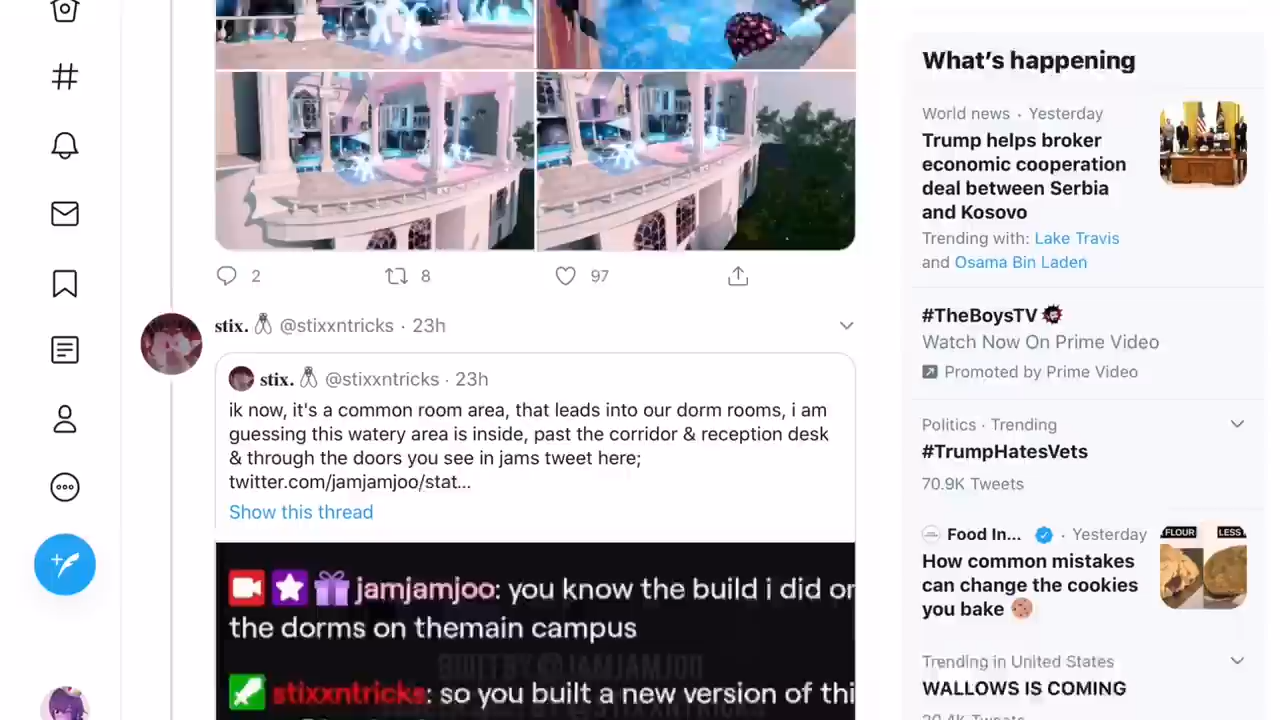 What's happening
World news · Yesterday
Trump helps broker
economic cooperation
deal between Serbia
and Kosovo
Trending with: Lake Travis
and Osama Bin Laden
2
8
97
#TheBoysTV
Watch Now On Prime Video
Promoted by Prime Video
stix. @stixxntricks · 23h
stix. @stixxntricks · 23h
ik now, it's a common room area, that leads into our dorm rooms, i am
guessing this watery area is inside, past the corridor & reception desk
& through the doors you see in jams tweet here;
twitter.com/jamjamjoo/stat...
Show this thread
Politics · Trending
#TrumpHatesVets
70.9K Tweets
Food In... · Yesterday
How common mistakes
can change the cookies
you bake
FLOUR
LESS
jamjamjoo: you know the build i did or
the dorms on themain campus
BUILT BY @JAMJAMJOO
stixxntricks: so you built a new version of thi
@STIXXNTRICKS
Trending in United States
WALLOWS IS COMING